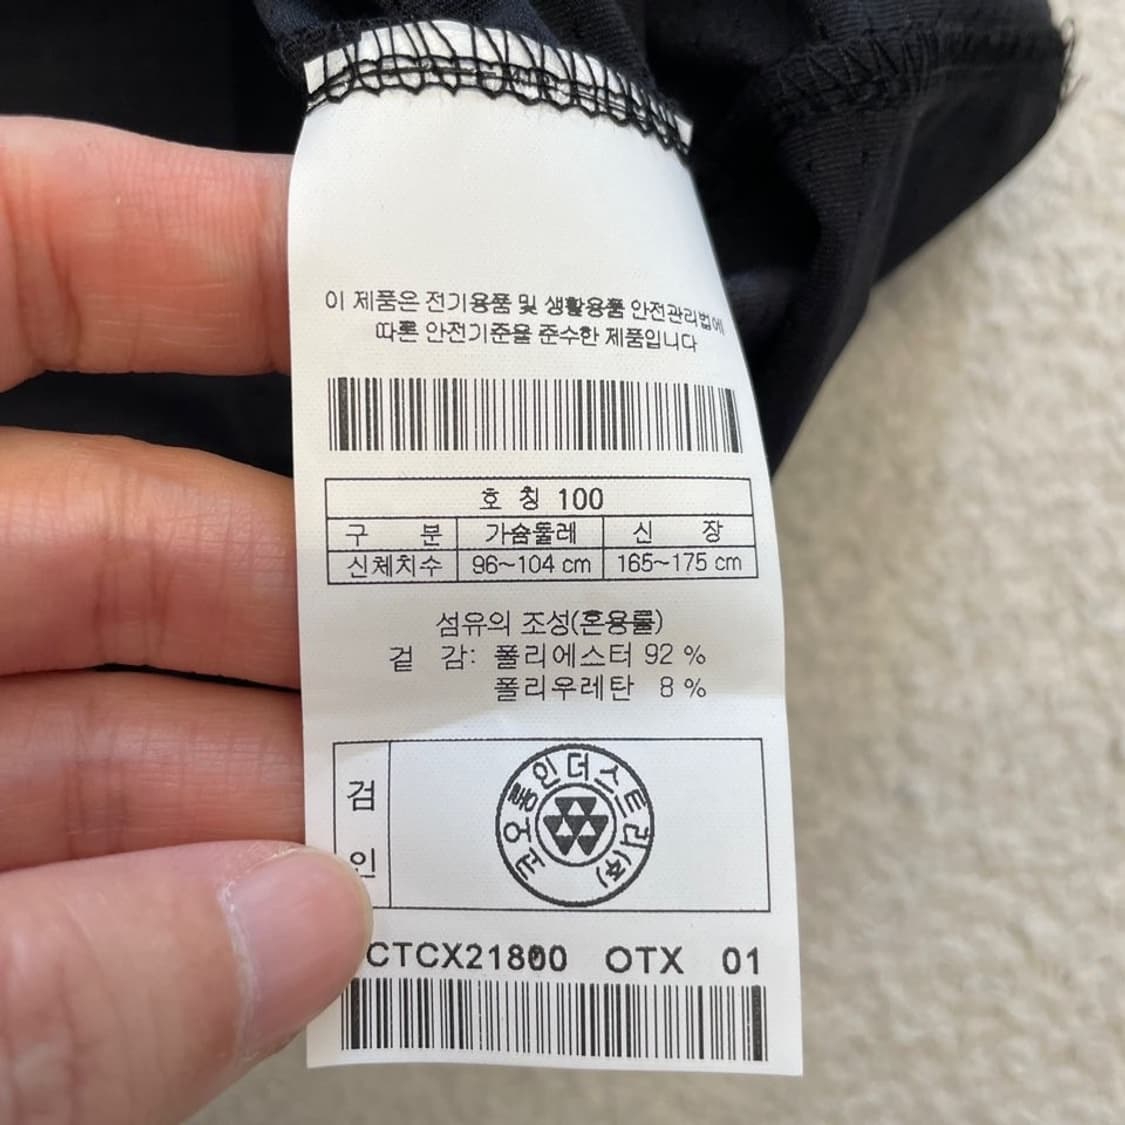 이 제품은 전기용품 및 생활용품 안전관리법에
따른 안전기준을 준수한 제품입니다
호 칭 100
구 분 가슴둘레 신 장
신체치수 96~104 cm 165~175 cm
섬유의 조성(혼용률)
겉 감: 폴리에스터 92 %
폴리우레탄 8 %
검
인
코오롱인더스트리(주)
CTCX21800 OTX 01